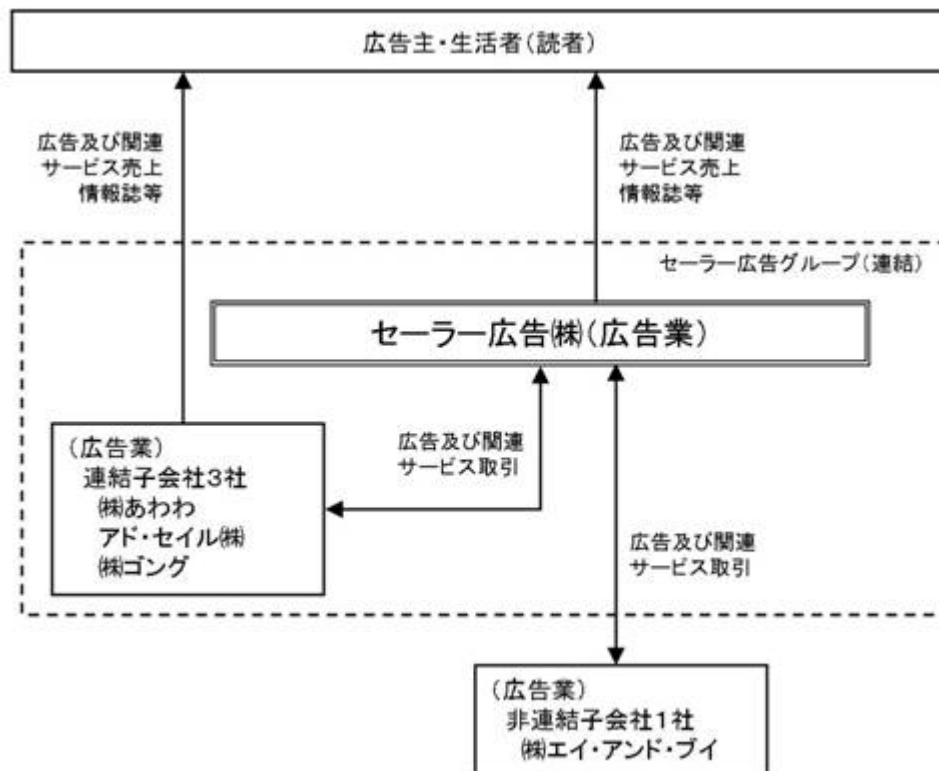 広告主・生活者(読者)
広告及び関連
サービス売上
情報誌等
広告及び関連
サービス売上
情報誌等
セーラー広告グループ(連結)
セーラー広告㈱(広告業)
(広告業)
連結子会社3社
㈱あわわ
アド・セイル㈱
㈱ゴング
広告及び関連
サービス取引
広告及び関連
サービス取引
(広告業)
非連結子会社1社
㈱エイ・アンド・ブイ